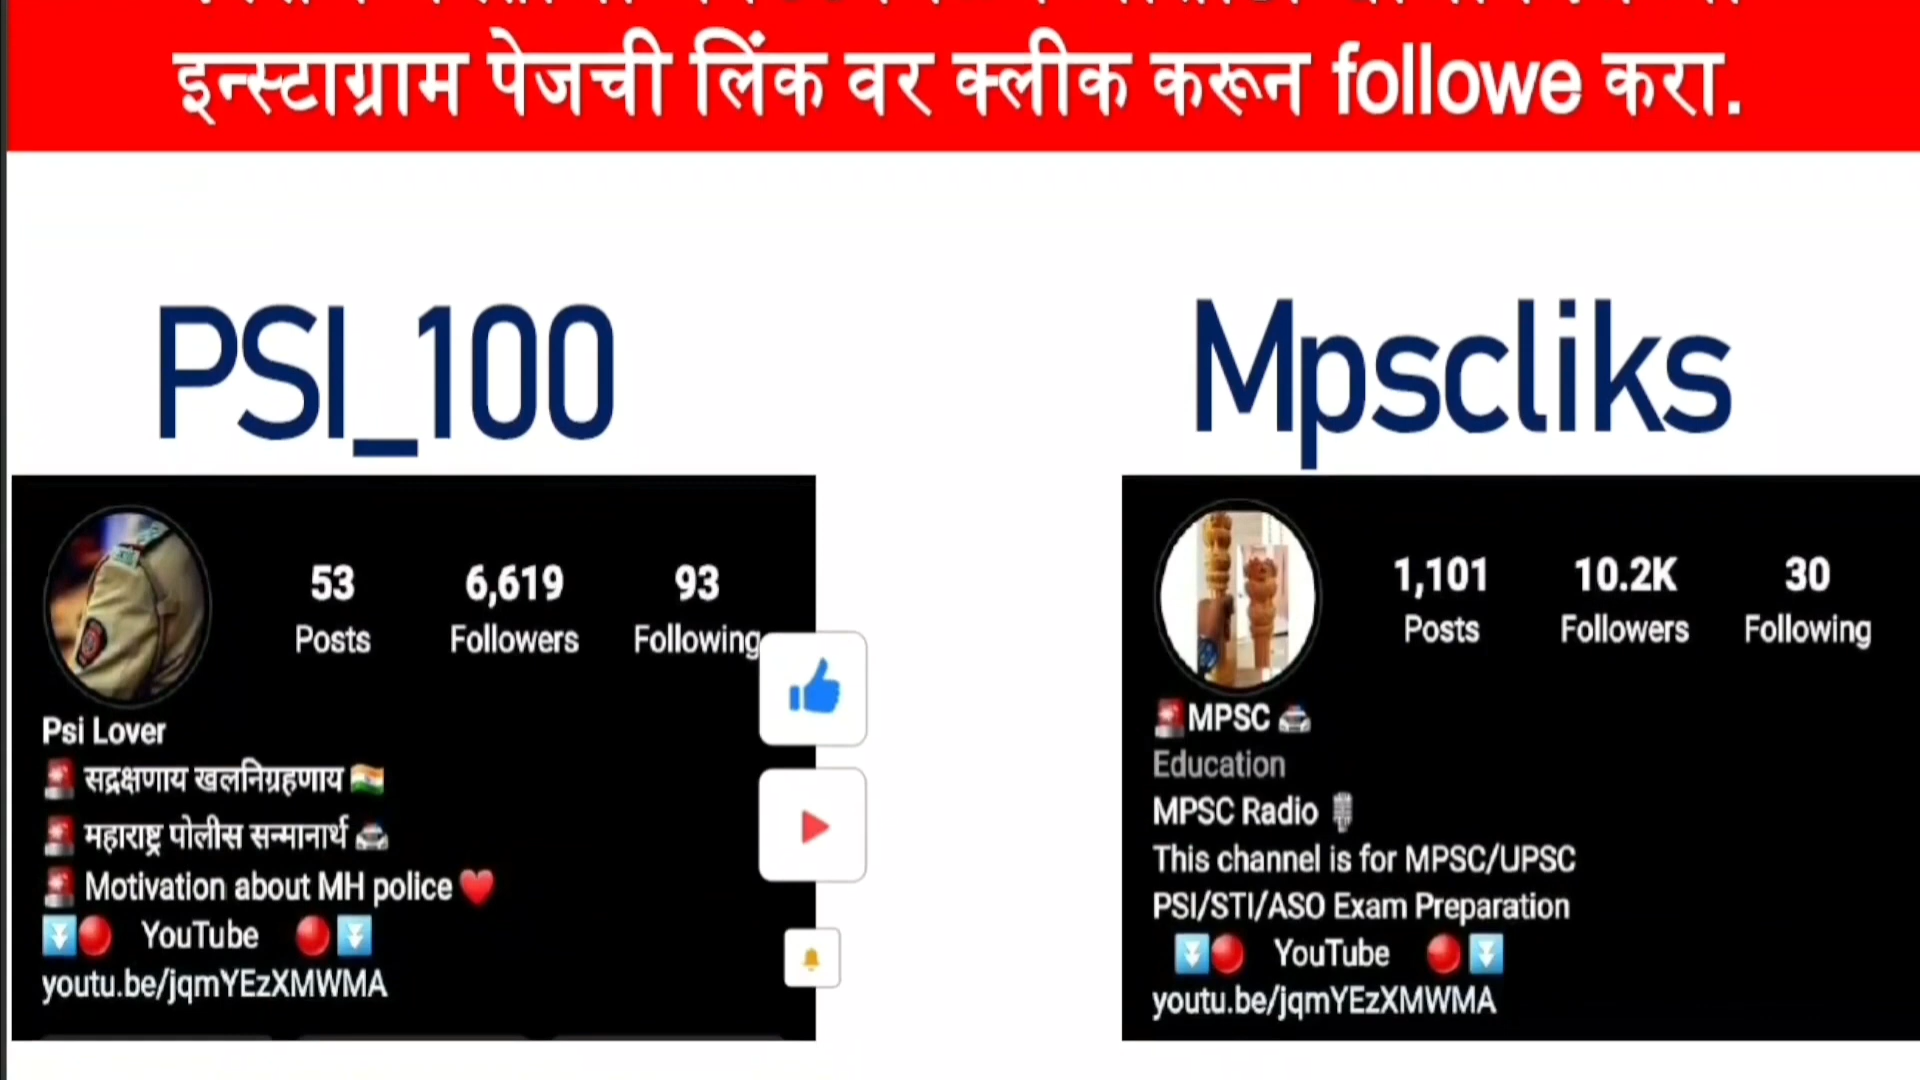 इन्स्टाग्राम पेजची लिंक वर क्लीक करून followe करा.
PSI_100
53 6,619 93
Posts Followers Following
Psi Lover
🚨 सद्रक्षणाय खलनिग्रहणाय 🇮🇳
🚨 महाराष्ट्र पोलीस सन्मानार्थ 🚔
🚨 Motivation about MH police ❤️
⏬🔴 YouTube 🔴⏬
youtu.be/jqmYEzXMWMA
Mpscliks
1,101 10.2K 30
Posts Followers Following
🚨MPSC 🚔
Education
MPSC Radio 🎙
This channel is for MPSC/UPSC
PSI/STI/ASO Exam Preparation
⏬🔴 YouTube 🔴⏬
youtu.be/jqmYEzXMWMA